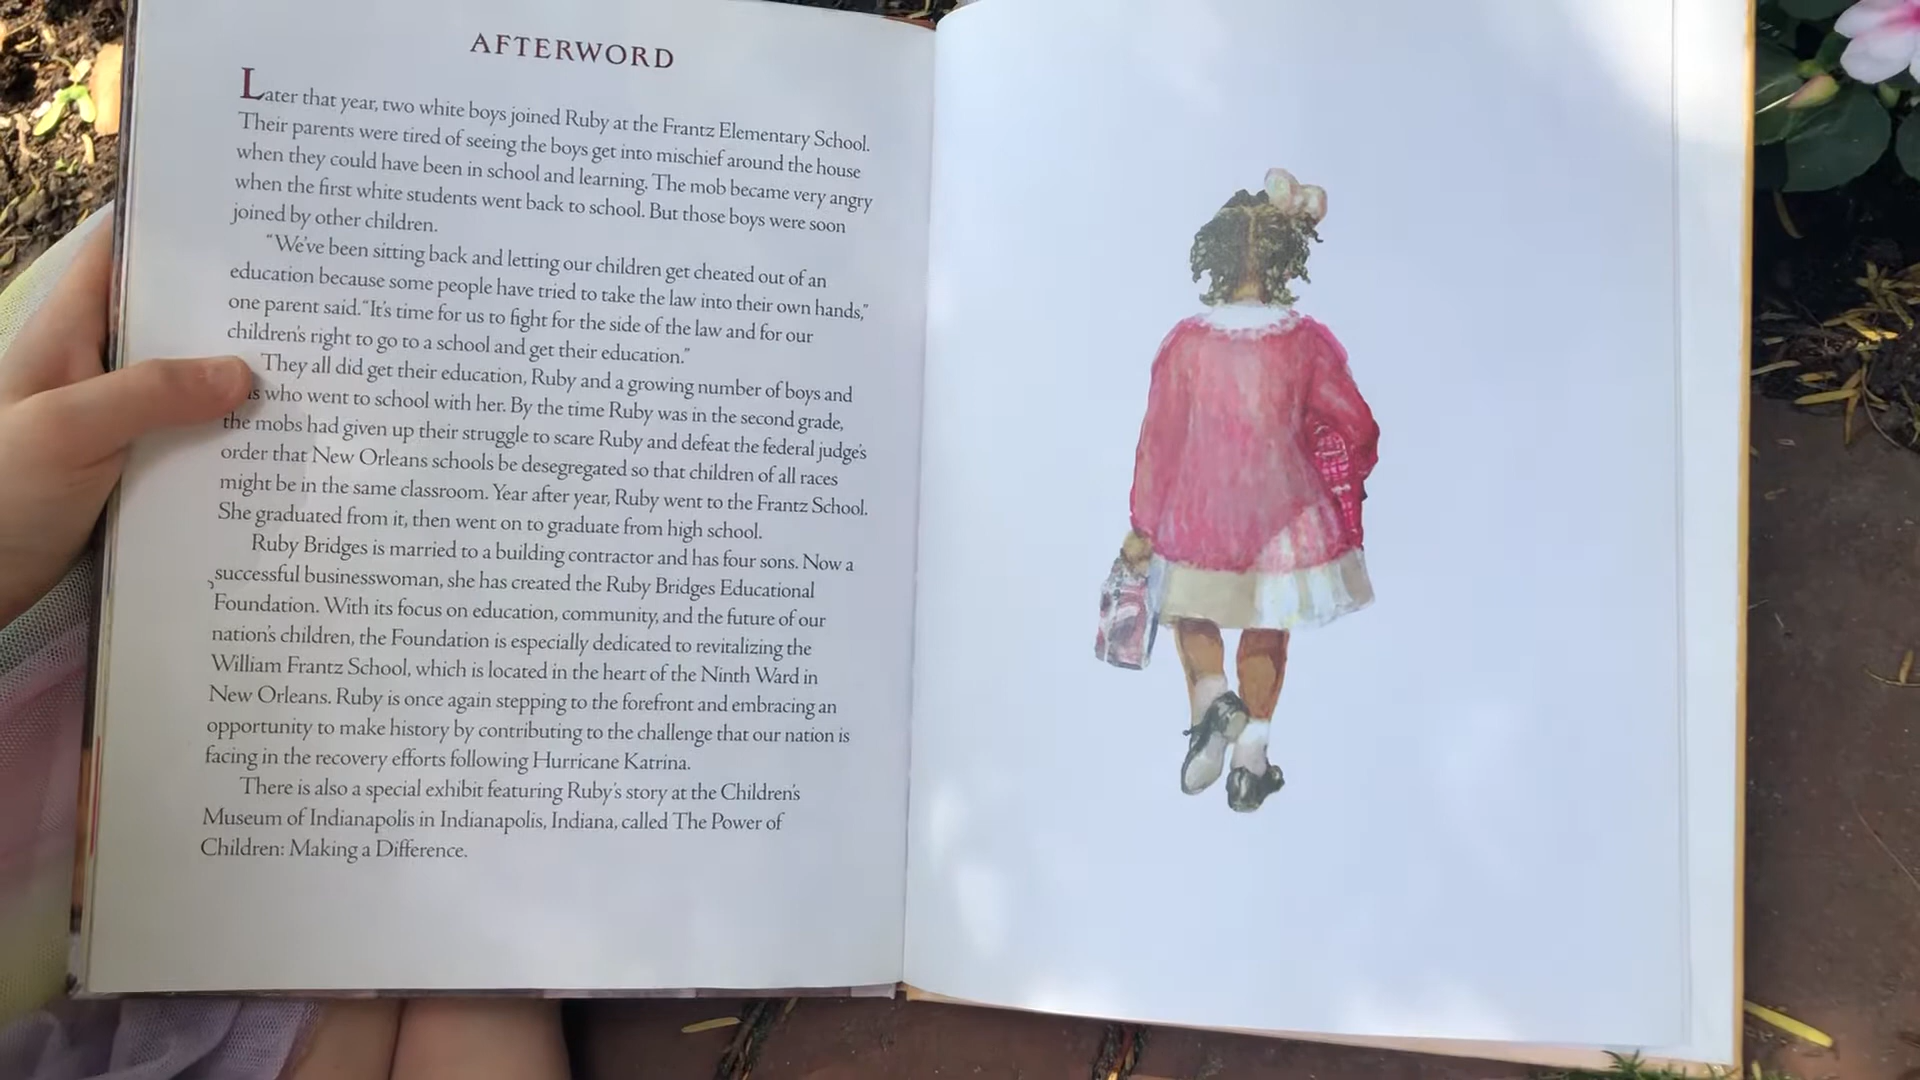 AFTERWORD
Later that year, two white boys joined Ruby at the Frantz Elementary School.
Their parents were tired of seeing the boys get into mischief around the house
when they could have been in school and learning. The mob became very angry
when the first white students went back to school. But those boys were soon
joined by other children.
“We’ve been sitting back and letting our children get cheated out of an
education because some people have tried to take the law into their own hands,”
one parent said. “It’s time for us to fight for the side of the law and for our
children’s right to go to a school and get their education.”
They all did get their education, Ruby and a growing number of boys and
who went to school with her. By the time Ruby was in the second grade,
the mobs had given up their struggle to scare Ruby and defeat the federal judge’s
order that New Orleans schools be desegregated so that children of all races
might be in the same classroom. Year after year, Ruby went to the Frantz School.
She graduated from it, then went on to graduate from high school.
Ruby Bridges is married to a building contractor and has four sons. Now a
successful businesswoman, she has created the Ruby Bridges Educational
Foundation. With its focus on education, community, and the future of our
nation’s children, the Foundation is especially dedicated to revitalizing the
William Frantz School, which is located in the heart of the Ninth Ward in
New Orleans. Ruby is once again stepping to the forefront and embracing an
opportunity to make history by contributing to the challenge that our nation is
facing in the recovery efforts following Hurricane Katrina.
There is also a special exhibit featuring Ruby’s story at the Children’s
Museum of Indianapolis in Indianapolis, Indiana, called The Power of
Children: Making a Difference.